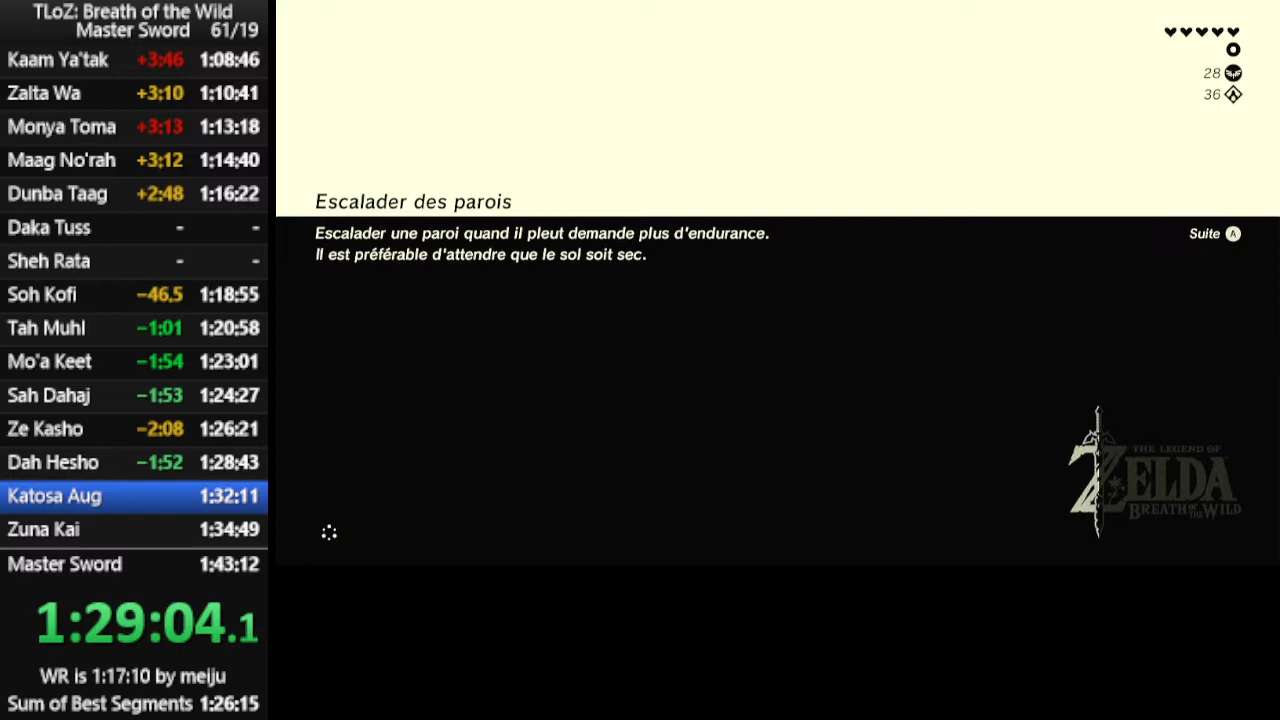 TLoZ: Breath of the Wild
Master Sword 61/19
Kaam Ya'tak +3:46 1:08:46
Zalta Wa +3:10 1:10:41
Monya Toma +3:13 1:13:18
Maag No'rah +3:12 1:14:40
Dunba Taag +2:48 1:16:22
Daka Tuss - -
Sheh Rata - -
Soh Kofi −46.5 1:18:55
Tah Muhl −1:01 1:20:58
Mo'a Keet −1:54 1:23:01
Sah Dahaj −1:53 1:24:27
Ze Kasho −2:08 1:26:21
Dah Hesho −1:52 1:28:43
Katosa Aug 1:32:11
Zuna Kai 1:34:49
Master Sword 1:43:12
1:29:04.1
WR is 1:17:10 by meiju
Sum of Best Segments 1:26:15
28
36
Escalader des parois
Escalader une paroi quand il pleut demande plus d'endurance.
Il est préférable d'attendre que le sol soit sec.
Suite A
THE LEGEND OF
ZELDA
BREATH OF THE WILD